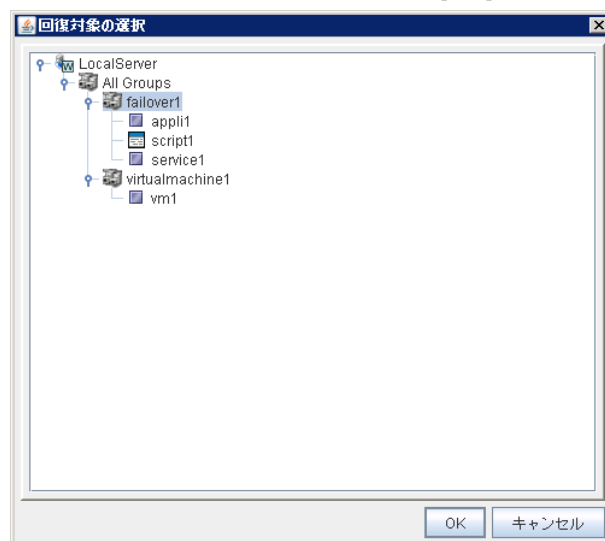 回復対象の選択
LocalServer
All Groups
failover1
appli1
script1
service1
virtualmachine1
vm1
OK キャンセル